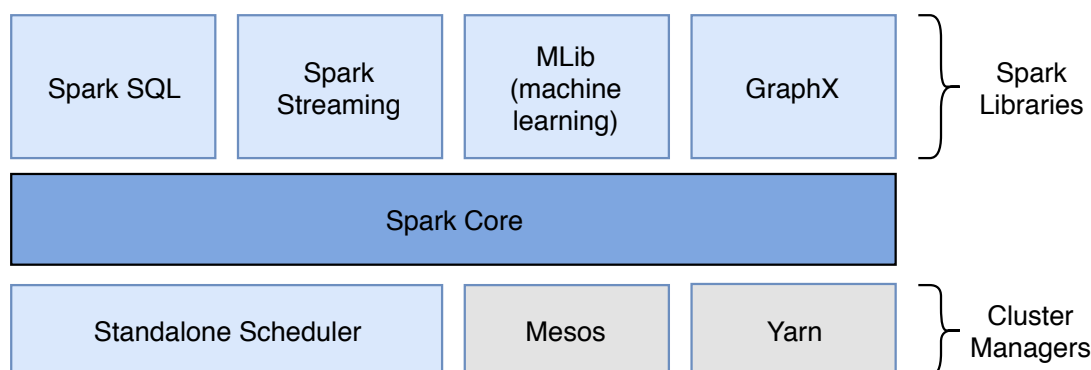 Spark SQL
Spark
Streaming
MLib
(machine
learning)
GraphX
Spark
Libraries
Spark Core
Standalone Scheduler
Mesos
Yarn
Cluster
Managers